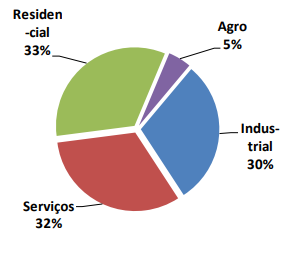 Residen
-cial
33%
Agro
5%
Indus-
trial
30%
Serviços
32%